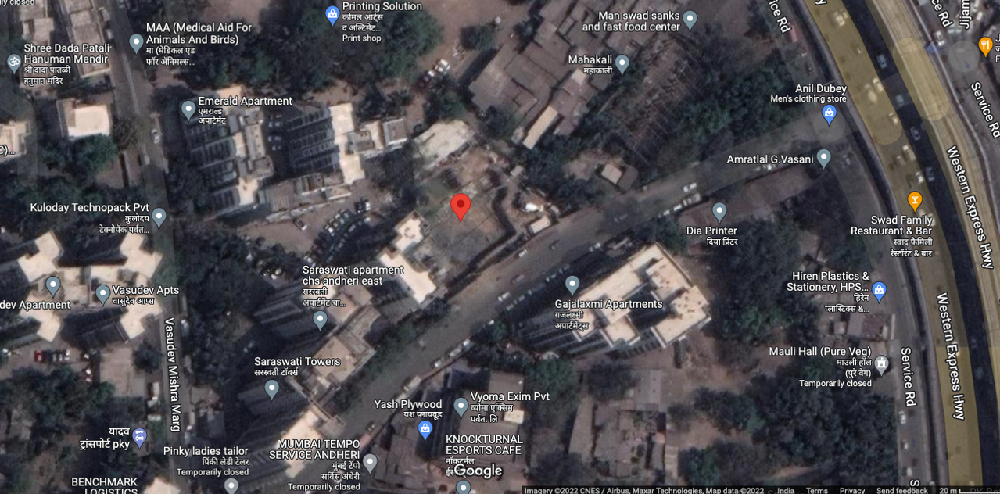 ly closed
Printing Solution
कोमल आर्ट्स
द अल्टिमेट...
Print shop
Man swad sanks
and fast food center
Service Rd
MAA (Medical Aid For
Animals And Birds)
मा (मेडिकल एड
फॉर ॲनिमल्स...
Shree Dada Patali
Hanuman Mandir
श्री दादा पातळी
हनुमान मंदिर
Mahakali
महाकाली
Emerald Apartment
एमराल्ड
अपार्टमेंट
Anil Dubey
Men's clothing store
Service Rd
Amratlal G.Vasani
Western Express Hwy
Kuloday Technopack Pvt
कुलोदय
टेक्नोपॅक पर्वत...
Dia Printer
दिया प्रिंटर
Swad Family
Restaurant & Bar
स्वाद फैमिली
रेस्टॉरंट & बार
Saraswati apartment
chs andheri east
सरस्वती
अपार्टमेंट चा...
Vasudev Apts
वासुदेव आप्स
dev Apartment
Gajalaxmi Apartments
गजलक्ष्मी
अपार्टमेंट्स
Hiren Plastics &
Stationery, HPS...
हिरेन
प्लास्टिक्स &...
Western Express Hwy
Vasudev Mishra Marg
Saraswati Towers
सरस्वती टॉवर्स
Mauli Hall (Pure Veg)
माउली हॉल
(पुरे वेग)
Temporarily closed
Service Rd
Yash Plywood
यश प्लायवूड
Vyoma Exim Pvt
व्योमा एक्सिम
पर्वत. लि
यादव
ट्रांसपोर्ट pky
MUMBAI TEMPO
SERVICE ANDHERI
मुंबई टेंपो
सर्विस अंधेरी
Temporarily closed
KNOCKTURNAL
ESPORTS CAFE
नॉकटर्नल
Pinky ladies tailor
पिंकी लेडी टेलर
Temporarily closed
BENCHMARK
LOGISTICS
Google
Imagery ©2022 CNES / Airbus, Maxar Technologies, Map data ©2022 India Terms Privacy Send feedback 20 m